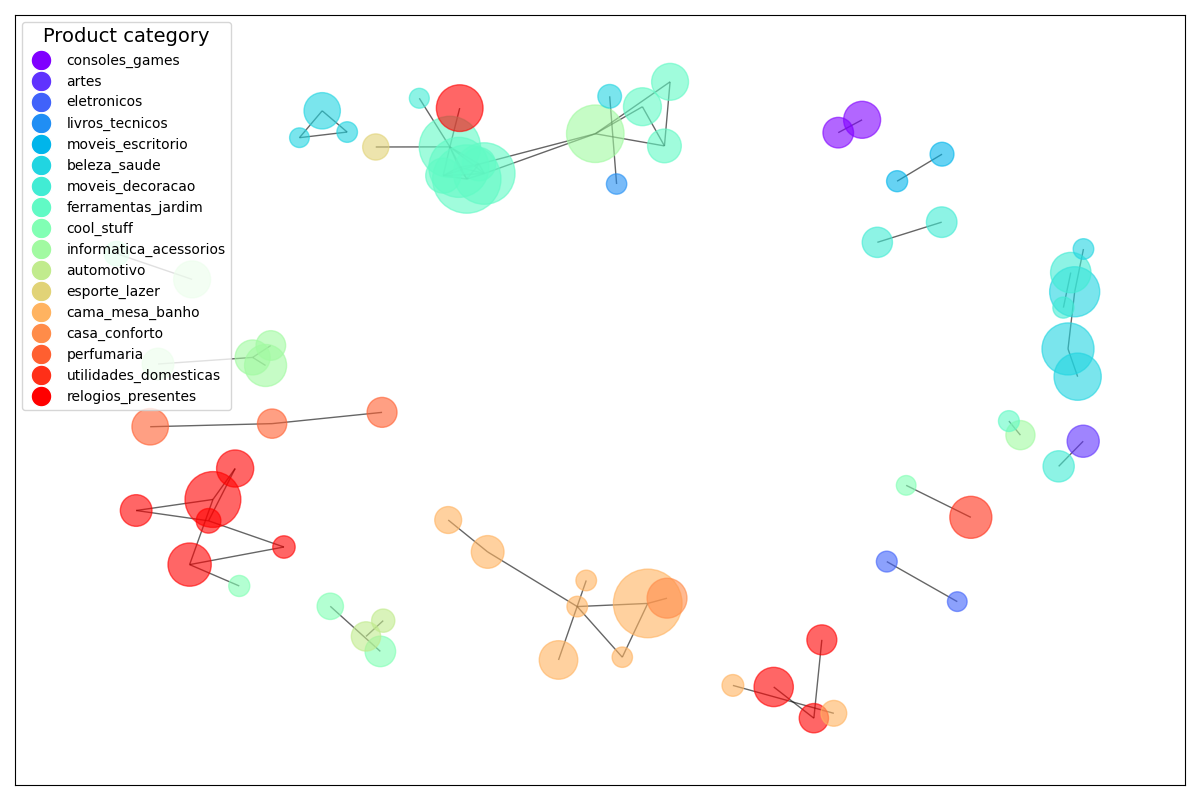 Product category
consoles_games
artes
eletronicos
livros_tecnicos
moveis_escritorio
beleza_saude
moveis_decoracao
ferramentas_jardim
cool_stuff
informatica_acessorios
automotivo
esporte_lazer
cama_mesa_banho
casa_conforto
perfumaria
utilidades_domesticas
relogios_presentes